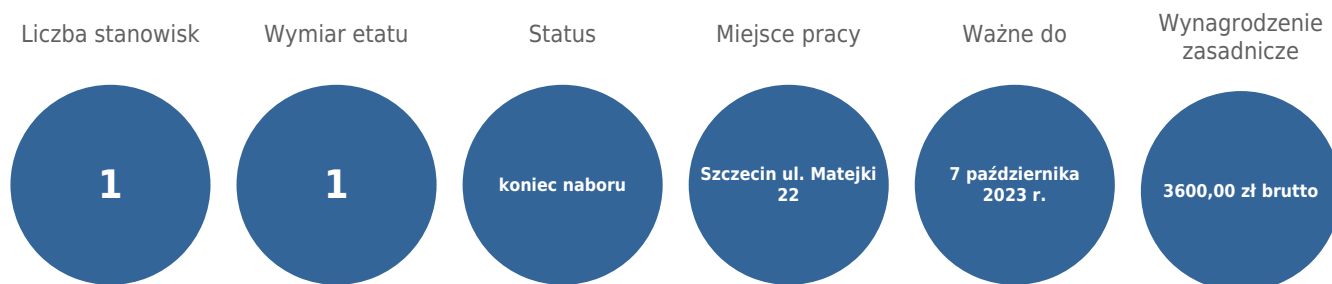 Liczba stanowisk
1
Wymiar etatu
1
Status
koniec naboru
Miejsce pracy
Szczecin ul. Matejki
22
Ważne do
7 października
2023 r.
Wynagrodzenie
zasadnicze
3600,00 zł brutto